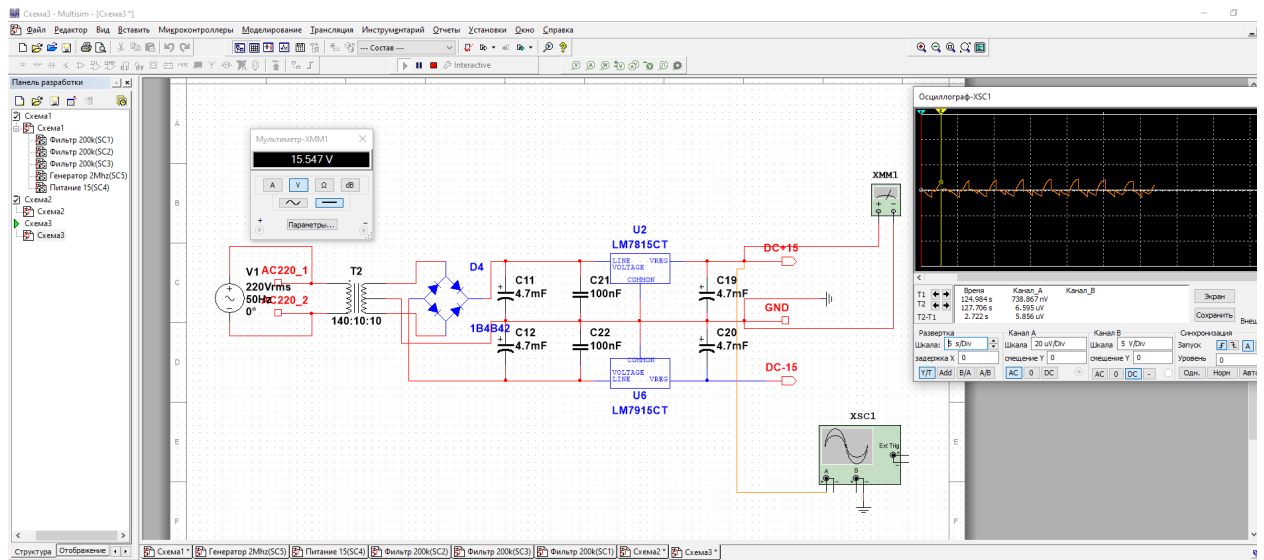 Схема3 - Multisim - [Схема3 *]
Файл Редактор Вид Вставить Микроконтроллеры Моделирование Трансляция Инструментарий Отчеты Установки Окно Справка
--- Состав ---
Interactive
Панель разработки
Схема1
Схема1
Фильтр 200k(SC1)
Фильтр 200k(SC2)
Фильтр 200k(SC3)
Генератор 2Mhz(SC5)
Питание 15(SC4)
Схема2
Схема2
Схема3
Схема3
Структура Отображение
A
B
C
D
E
F
Мультиметр-XMM1
15.547 V
A V Ω dB
+ Параметры... −
V1
220Vrms
50Hz
0°
AC220_1
AC220_2
T2
140:10:10
D4
1B4B42
C11
4.7mF
C12
4.7mF
C21
100nF
C22
100nF
U2
LM7815CT
LINE VREG
VOLTAGE
COMMON
COMMON
VOLTAGE
LINE VREG
U6
LM7915CT
C19
4.7mF
C20
4.7mF
DC+15
GND
DC-15
XMM1
XSC1
Ext Trig
A B
E
F
Осциллограф-XSC1
T1
T2
T2-T1
Время Канал_A Канал_B
124.984 s 738.867 nV
127.706 s 6.595 uV
2.722 s 5.856 uV
Экран
Сохранить
Внеш
Развертка
Шкала: 5 s/Div
задержка X 0
Y/T Add B/A A/B
Канал A
Шкала 20 uV/Div
смещение Y 0
AC 0 DC
Канал B
Шкала 5 V/Div
смещение Y 0
AC 0 DC -
Синхронизация
Запуск A
Уровень 0
Одн. Норм Авто
Схема1 * Генератор 2Mhz(SC5) Питание 15(SC4) Фильтр 200k(SC2) Фильтр 200k(SC3) Фильтр 200k(SC1) Схема2 * Схема3 *